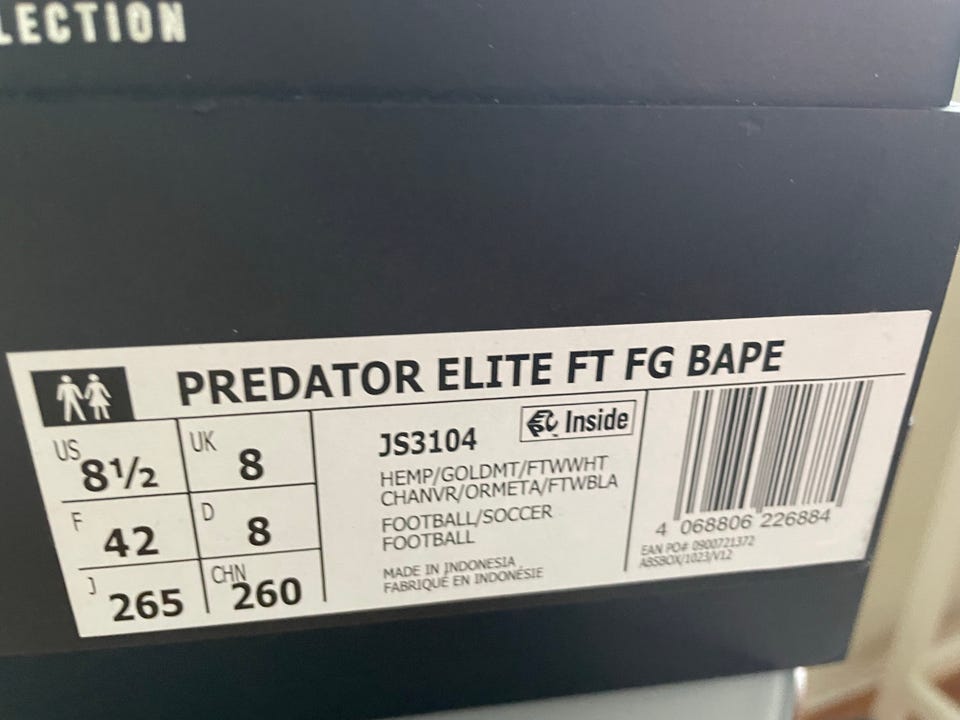 LECTION
PREDATOR ELITE FT FG BAPE
US 8½ UK 8
F 42 D 8
J 265 CHN 260
JS3104 Inside
HEMP/GOLDMT/FTWWHT
CHANVR/ORMETA/FTWBLA
FOOTBALL/SOCCER
FOOTBALL
MADE IN INDONESIA
FABRIQUÉ EN INDONÉSIE
4 068806 226884
EAN PO# 0900721372
ABSBOX/1023/V12